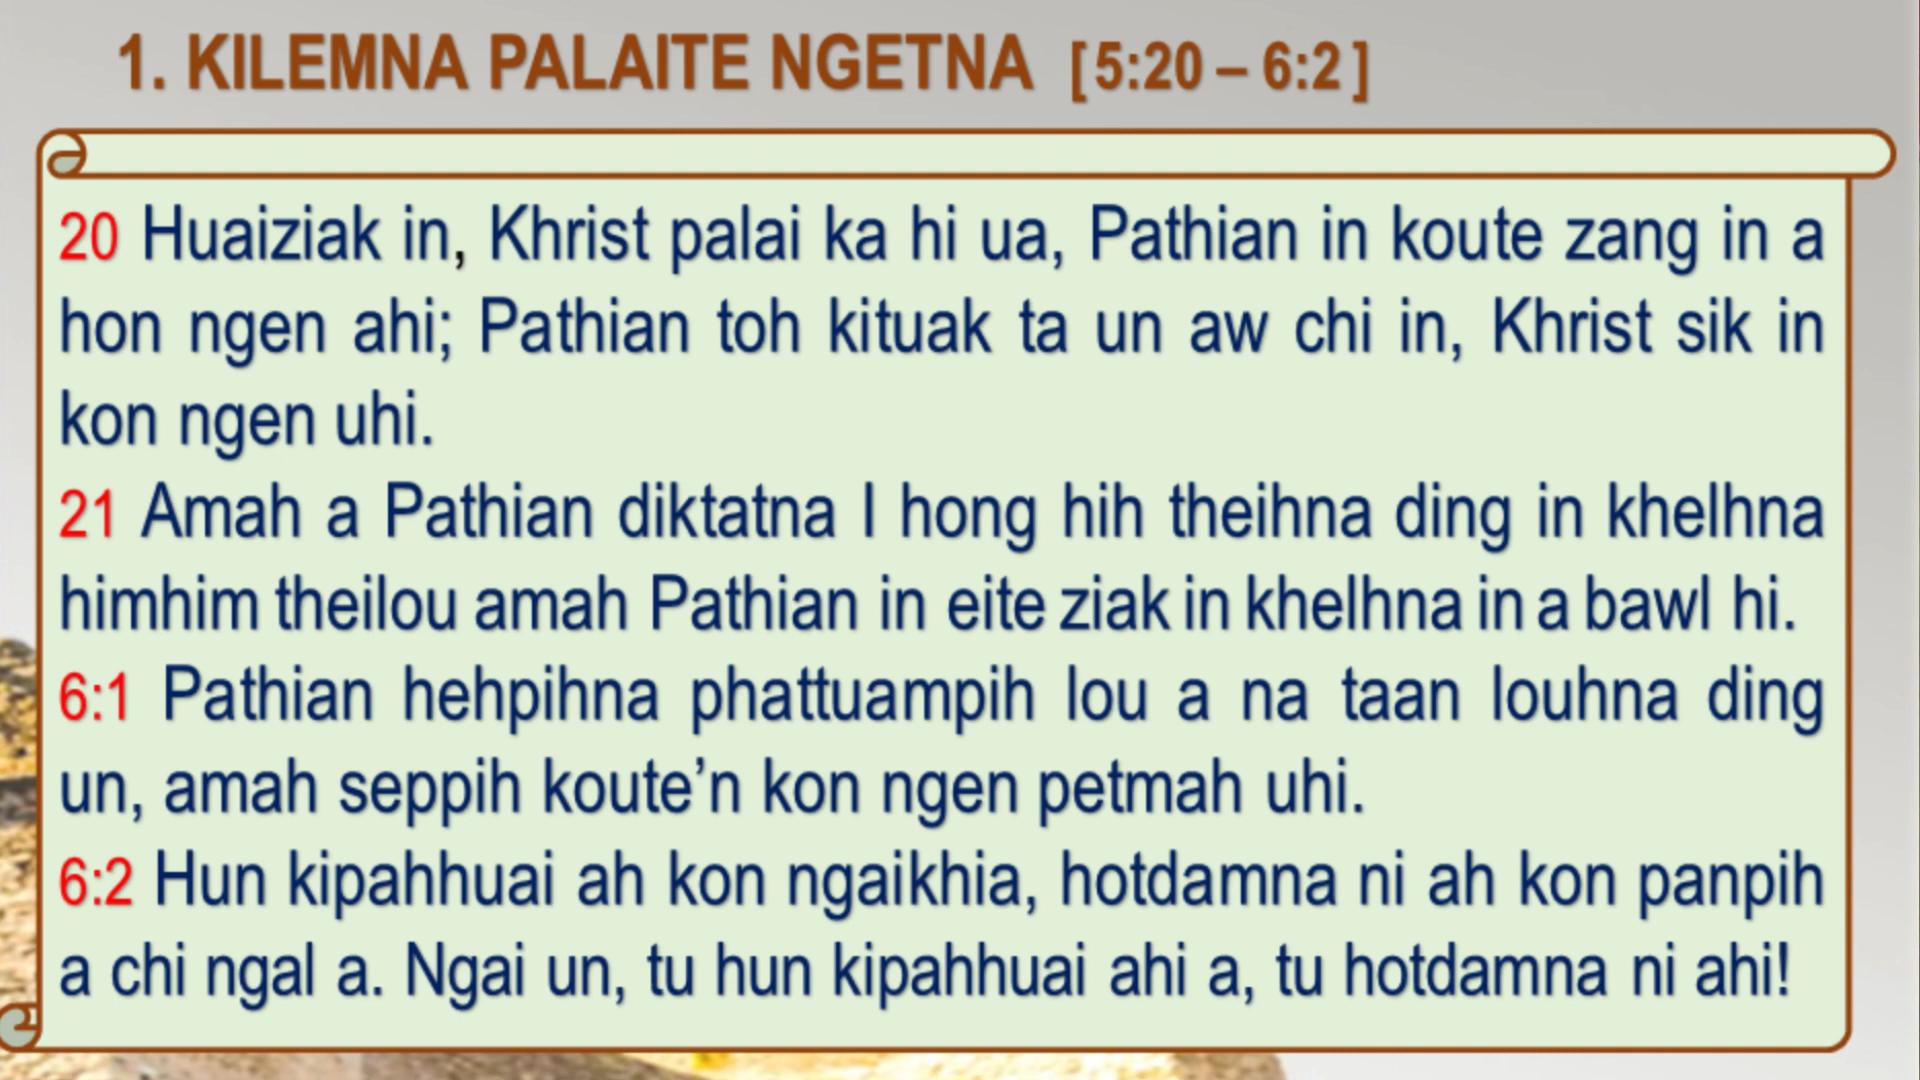 1. KILEMNA PALAITE NGETNA [5:20 – 6:2]
20 Huaiziak in, Khrist palai ka hi ua, Pathian in koute zang in a
hon ngen ahi; Pathian toh kituak ta un aw chi in, Khrist sik in
kon ngen uhi.
21 Amah a Pathian diktatna I hong hih theihna ding in khelhna
himhim theilou amah Pathian in eite ziak in khelhna in a bawl hi.
6:1 Pathian hehpihna phattuampih lou a na taan louhna ding
un, amah seppih koute’n kon ngen petmah uhi.
6:2 Hun kipahhuai ah kon ngaikhia, hotdamna ni ah kon panpih
a chi ngal a. Ngai un, tu hun kipahhuai ahi a, tu hotdamna ni ahi!